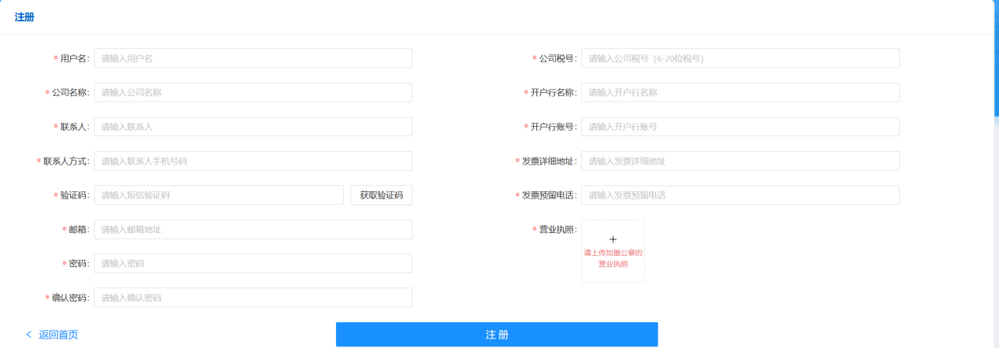 注册
* 用户名: 请输入用户名
* 公司名称: 请输入公司名称
* 联系人: 请输入联系人
* 联系人方式: 请输入联系人手机号码
* 验证码: 请输入短信验证码 获取验证码
* 邮箱: 请输入邮箱地址
* 密码: 请输入密码
* 确认密码: 请输入确认密码
* 公司税号: 请输入公司税号（6-20位税号）
* 开户行名称: 请输入开户行名称
* 开户行账号: 请输入开户行账号
* 发票详细地址: 请输入发票详细地址
* 发票预留电话: 请输入发票预留电话
* 营业执照:
+
请上传加盖公章的
营业执照
< 返回首页
注 册